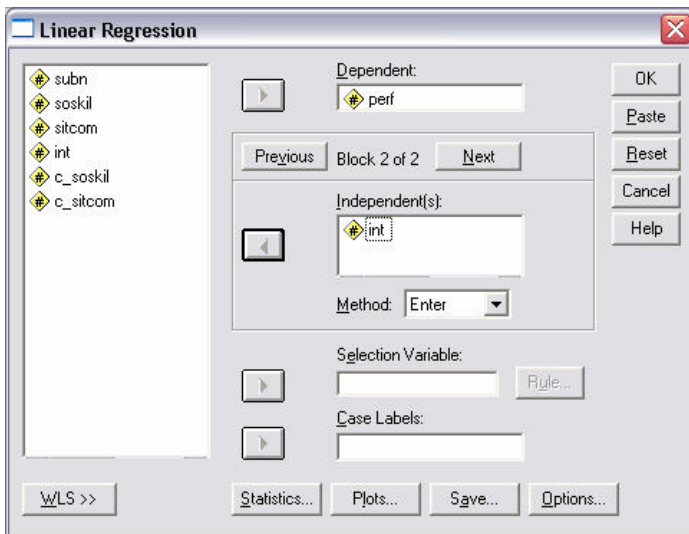 Linear Regression
subn
soskil
sitcom
int
c_soskil
c_sitcom
Dependent:
perf
Previous Block 2 of 2 Next
Independent(s):
int
Method: Enter
Selection Variable:
Rule...
Case Labels:
WLS >> Statistics... Plots... Save... Options...
OK
Paste
Reset
Cancel
Help